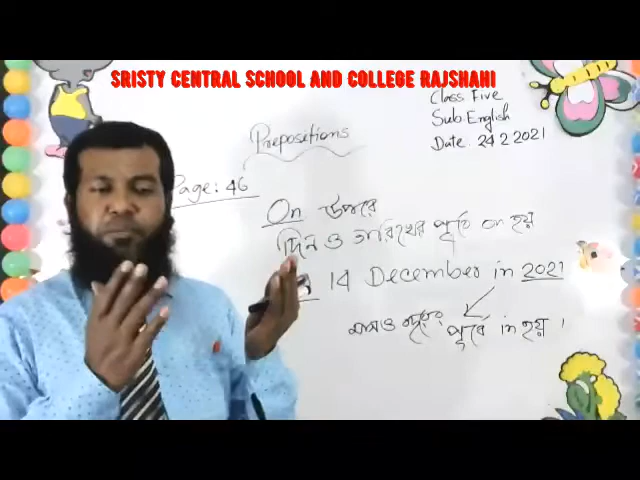 SRISTY CENTRAL SCHOOL AND COLLEGE RAJSHAHI
Class Five
Sub. English
Date. 24 2 2021
Prepositions
Page: 46
On উপরে
দিন ও তারিখের পূর্বে on হয়
14 December in 2021
মাস ও বছরের পূর্বে in হয়।